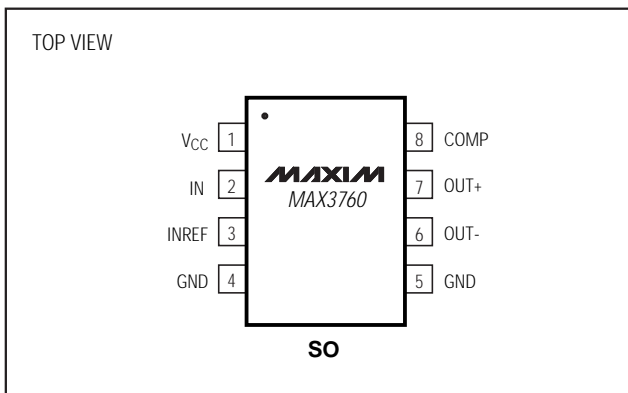 TOP VIEW
VCC 1
8 COMP
IN 2
MAXIM
7 OUT+
MAX3760
INREF 3
6 OUT-
GND 4
5 GND
SO